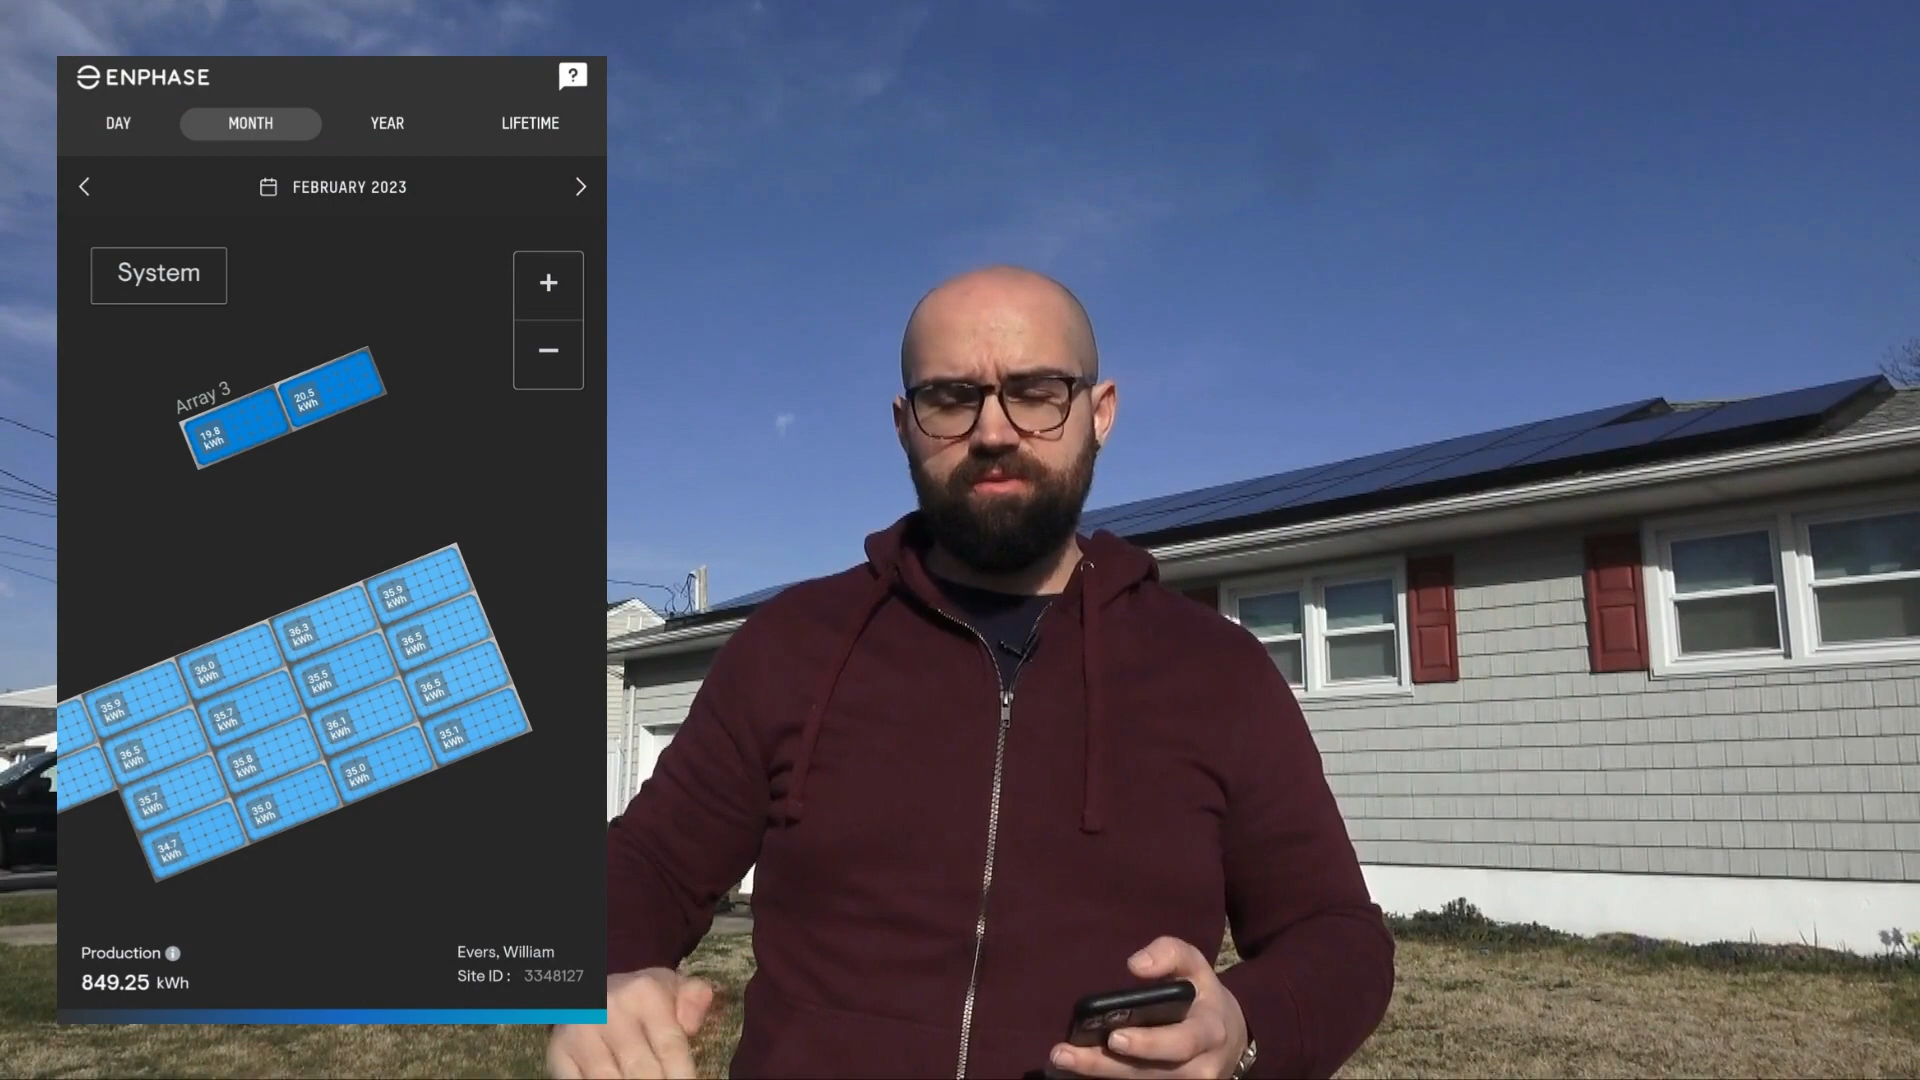 ENPHASE
?
DAY MONTH YEAR LIFETIME
FEBRUARY 2023
System
+
−
Array 3
19.8 kWh
20.5 kWh
35.9 kWh
36.3 kWh
36.0 kWh
35.9 kWh
36.5 kWh
35.5 kWh
35.7 kWh
36.5 kWh
36.5 kWh
36.1 kWh
35.8 kWh
35.7 kWh
35.1 kWh
35.0 kWh
35.0 kWh
34.7 kWh
Production i
849.25 kWh
Evers, William
Site ID : 3348127